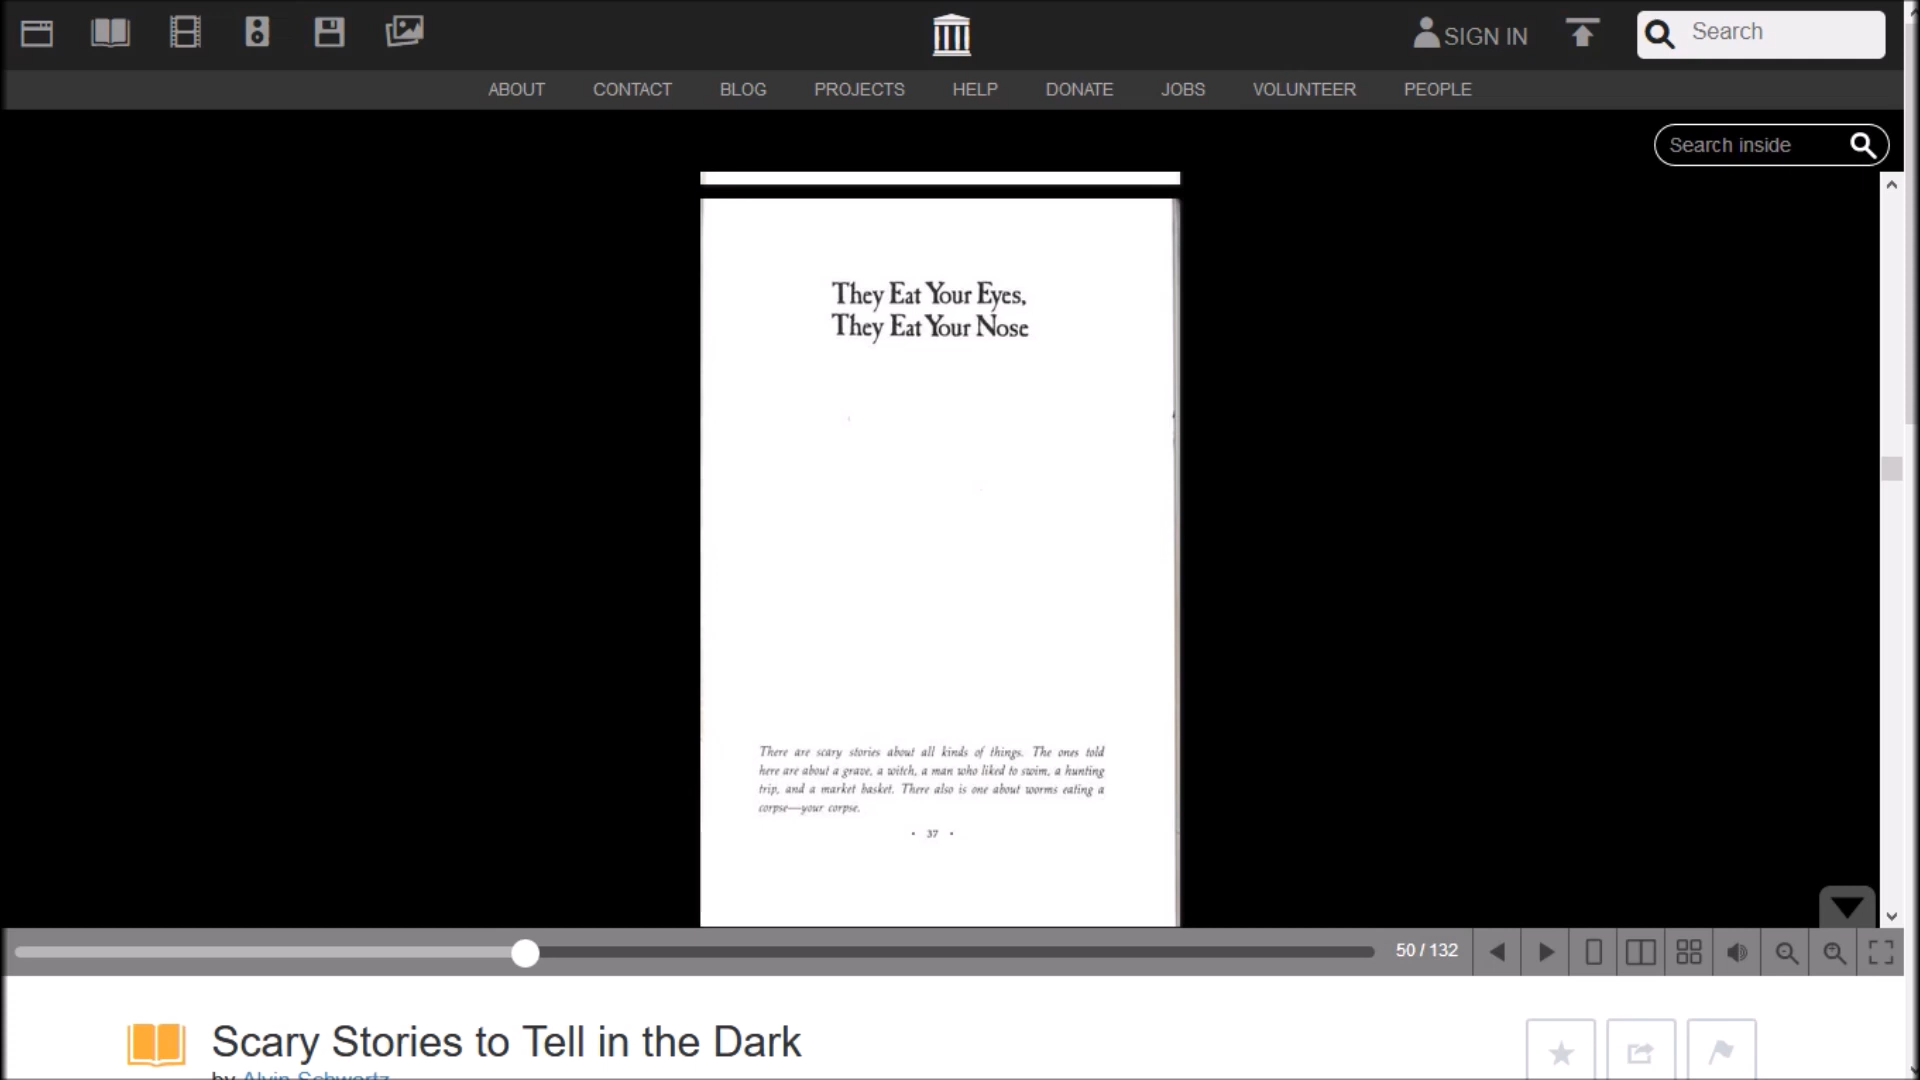 SIGN IN
Search
ABOUT CONTACT BLOG PROJECTS HELP DONATE JOBS VOLUNTEER PEOPLE
Search inside
They Eat Your Eyes,
They Eat Your Nose
There are scary stories about all kinds of things. The ones told
here are about a grave, a witch, a man who liked to swim, a hunting
trip, and a market basket. There also is one about worms eating a
corpse—your corpse.
• 37 •
50 / 132
Scary Stories to Tell in the Dark
by Alvin Schwartz